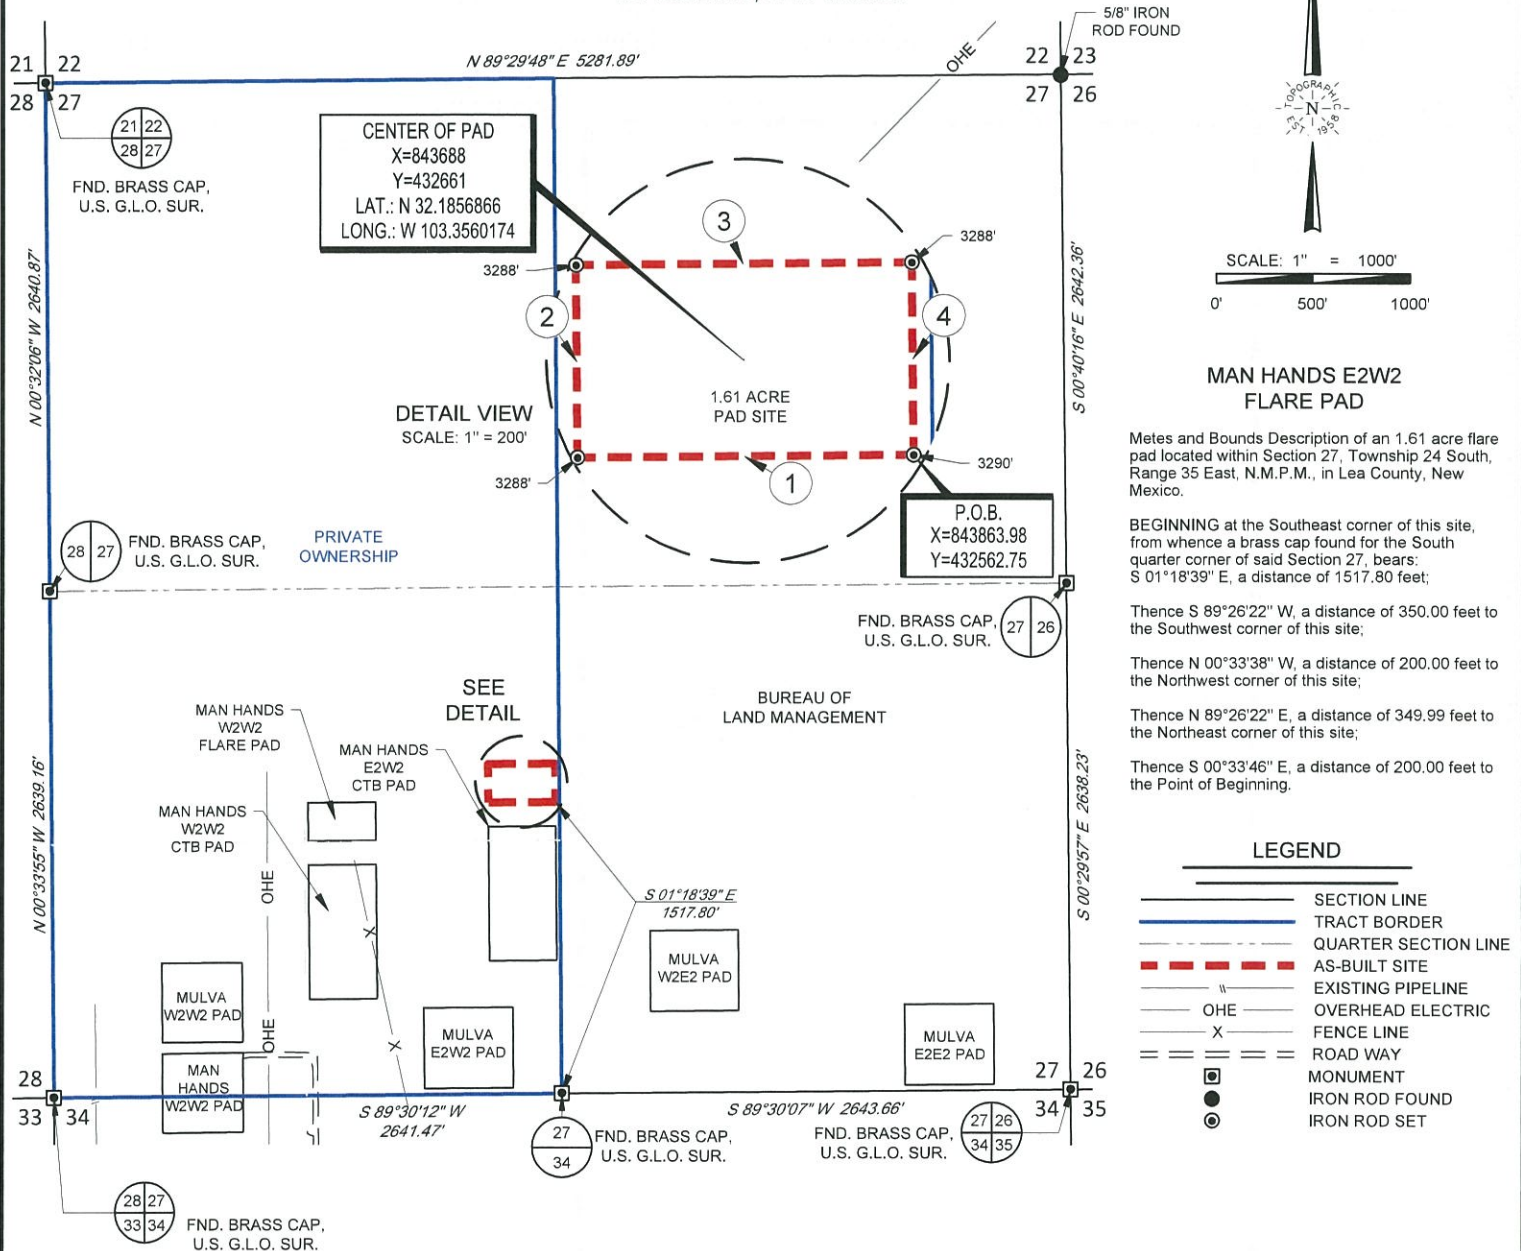 5/8" IRON
ROD FOUND
N 89°29'48" E 5281.89'
OHE
21 22
28 27
22 23
27 26
21 22
28 27
FND. BRASS CAP,
U.S. G.L.O. SUR.
CENTER OF PAD
X=843688
Y=432661
LAT.: N 32.1856866
LONG.: W 103.3560174
TOPOGRAPHIC
N
EST. 1958
SCALE: 1" = 1000'
0' 500' 1000'
N 00°32'06" W 2640.87'
S 00°40'16" E 2642.36'
3
3288'
3288'
2
4
1.61 ACRE
PAD SITE
DETAIL VIEW
SCALE: 1" = 200'
3288'
3290'
1
P.O.B.
X=843863.98
Y=432562.75
28 27
FND. BRASS CAP,
U.S. G.L.O. SUR.
PRIVATE
OWNERSHIP
FND. BRASS CAP,
U.S. G.L.O. SUR.
27 26
SEE
DETAIL
BUREAU OF
LAND MANAGEMENT
MAN HANDS
W2W2
FLARE PAD
MAN HANDS
E2W2
CTB PAD
MAN HANDS
W2W2
CTB PAD
N 00°33'55" W 2639.16'
S 00°29'57" E 2638.23'
OHE
X
S 01°18'39" E
1517.80'
MULVA
W2E2 PAD
MULVA
W2W2 PAD
OHE
X
MULVA
E2W2 PAD
MULVA
E2E2 PAD
MAN
HANDS
W2W2 PAD
28
33 34
27 26
34 35
S 89°30'12" W
2641.47'
S 89°30'07" W 2643.66'
27
34
FND. BRASS CAP,
U.S. G.L.O. SUR.
FND. BRASS CAP,
U.S. G.L.O. SUR.
27 26
34 35
28 27
33 34
FND. BRASS CAP,
U.S. G.L.O. SUR.
MAN HANDS E2W2
FLARE PAD
Metes and Bounds Description of an 1.61 acre flare
pad located within Section 27, Township 24 South,
Range 35 East, N.M.P.M., in Lea County, New
Mexico.
BEGINNING at the Southeast corner of this site,
from whence a brass cap found for the South
quarter corner of said Section 27, bears:
S 01°18'39" E, a distance of 1517.80 feet;
Thence S 89°26'22" W, a distance of 350.00 feet to
the Southwest corner of this site;
Thence N 00°33'38" W, a distance of 200.00 feet to
the Northwest corner of this site;
Thence N 89°26'22" E, a distance of 349.99 feet to
the Northeast corner of this site;
Thence S 00°33'46" E, a distance of 200.00 feet to
the Point of Beginning.
LEGEND
SECTION LINE
TRACT BORDER
QUARTER SECTION LINE
AS-BUILT SITE
EXISTING PIPELINE
OHE OVERHEAD ELECTRIC
X FENCE LINE
ROAD WAY
MONUMENT
IRON ROD FOUND
IRON ROD SET